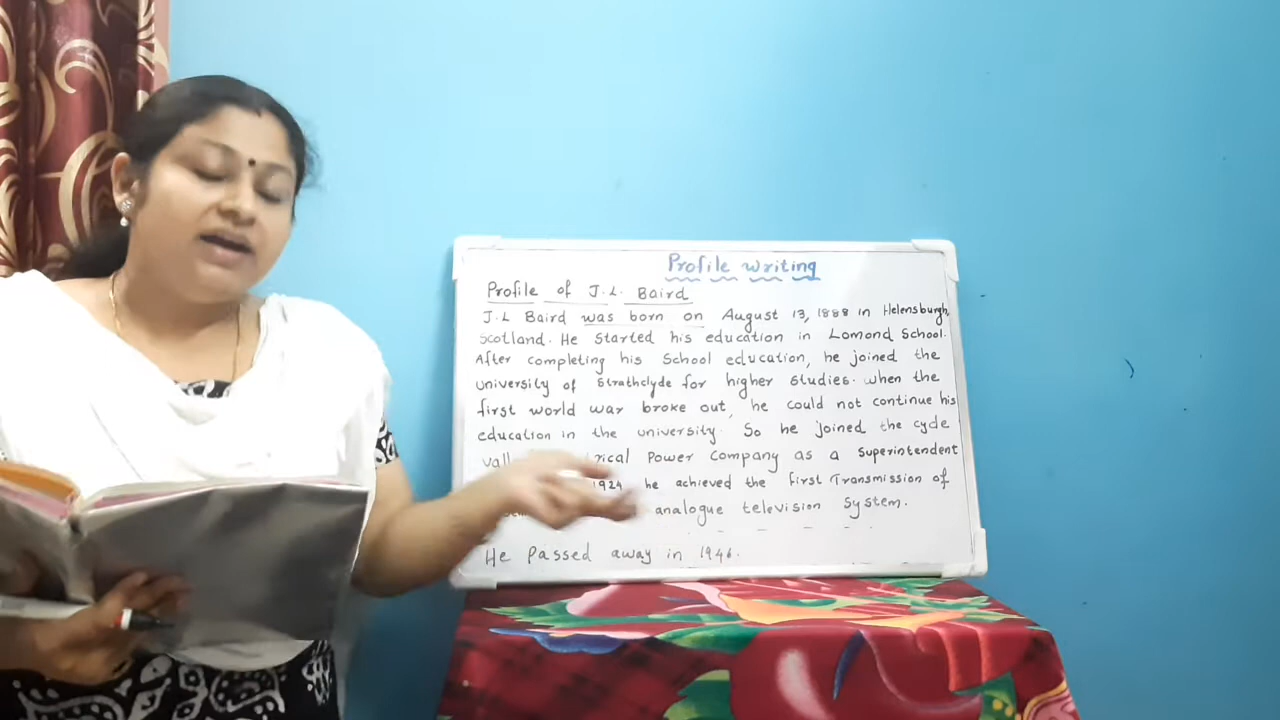 Profile writing
Profile of J.L. Baird
J.L Baird was born on August 13, 1888 in Helensburgh,
Scotland. He started his education in Lomond School.
After completing his School education, he joined the
university of Strathclyde for higher studies. when the
first world war broke out, he could not continue his
education in the university. So he joined the cyde
Power company as a Superintendent
1924 he achieved the first Transmission of
analogue television System.
He Passed away in 1946.